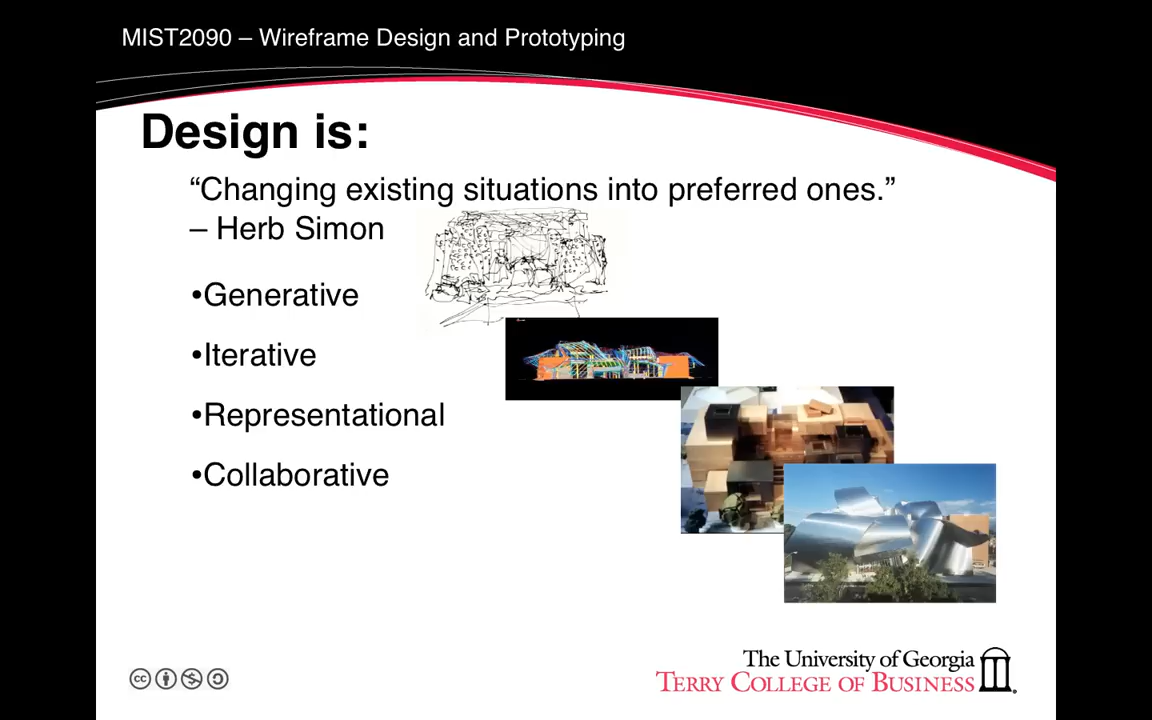 MIST2090 – Wireframe Design and Prototyping
Design is:
“Changing existing situations into preferred ones.”
– Herb Simon
•Generative
•Iterative
•Representational
•Collaborative
cc
The University of Georgia
TERRY COLLEGE OF BUSINESS